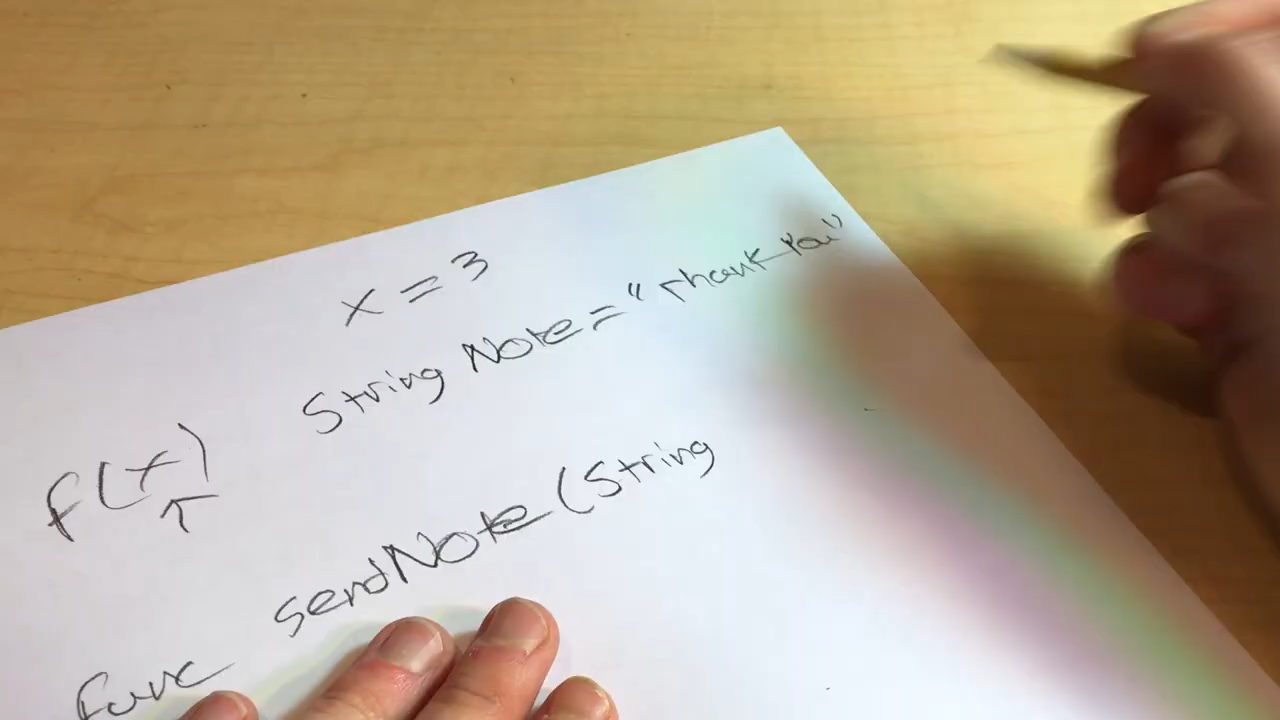 x = 3
String Note = "Thank You"
f(x)
func sendNote(String